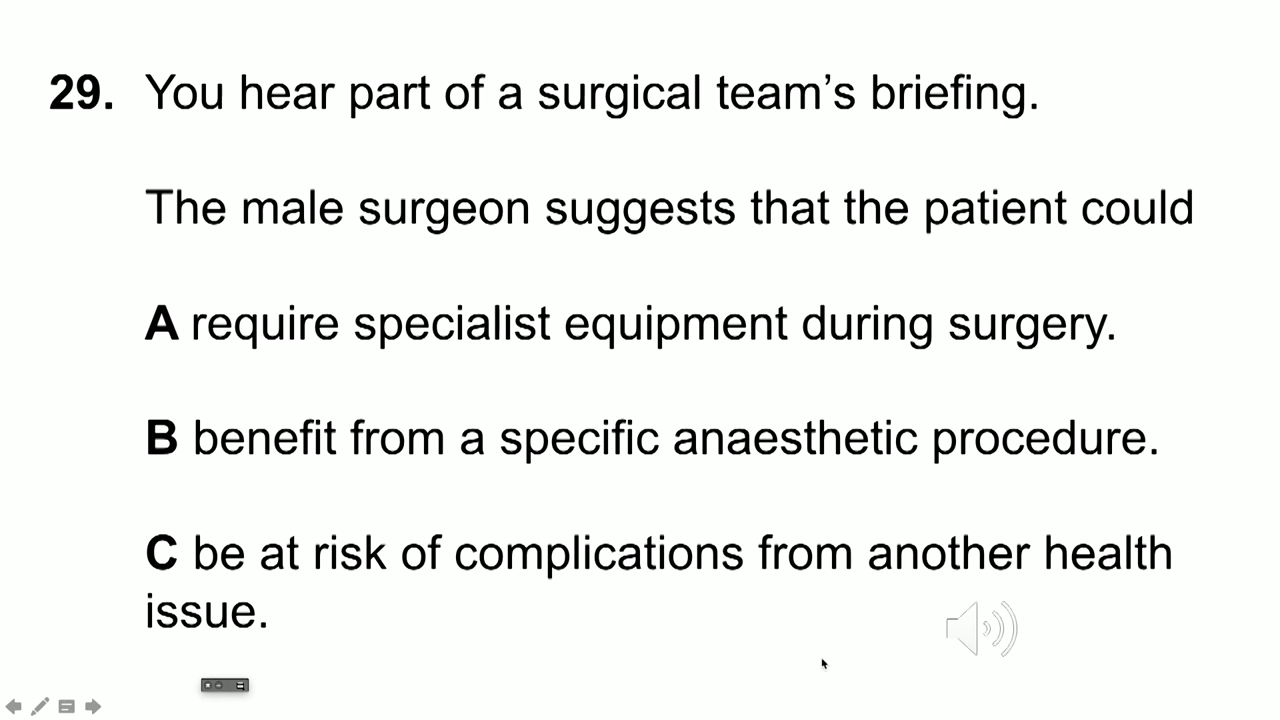 29. You hear part of a surgical team’s briefing.
The male surgeon suggests that the patient could
A require specialist equipment during surgery.
B benefit from a specific anaesthetic procedure.
C be at risk of complications from another health
issue.